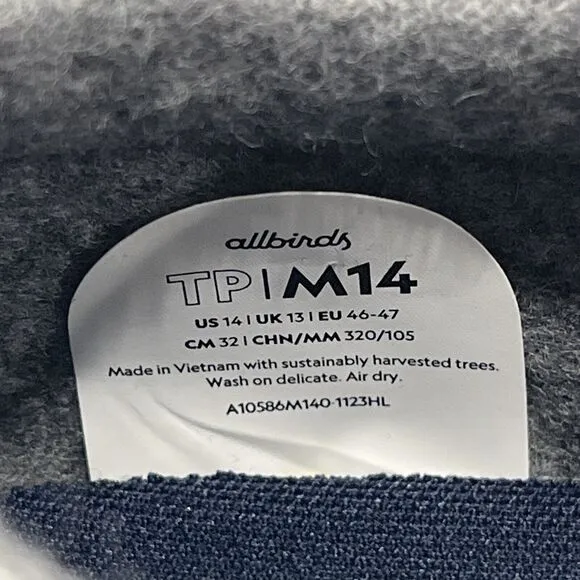 allbirds
TP|M14
US 14 | UK 13 | EU 46-47
CM 32 | CHN/MM 320/105
Made in Vietnam with sustainably harvested trees.
Wash on delicate. Air dry.
A10586M140-1123HL